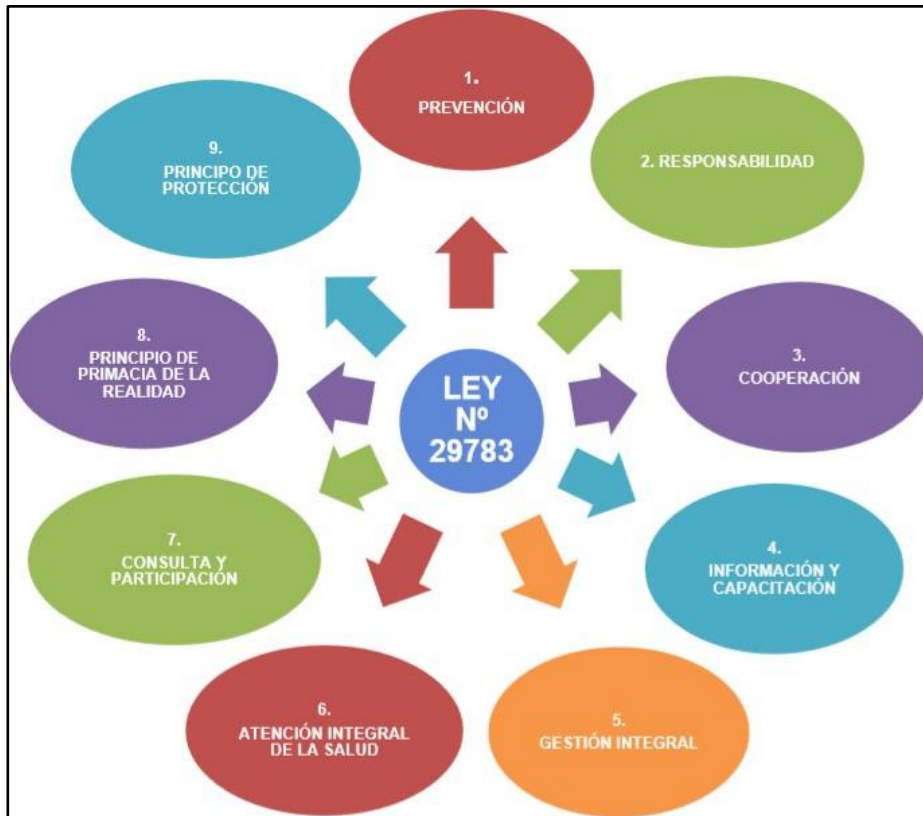 1.
PREVENCIÓN
2. RESPONSABILIDAD
3.
COOPERACIÓN
4.
INFORMACIÓN Y
CAPACITACIÓN
5.
GESTIÓN INTEGRAL
6.
ATENCIÓN INTEGRAL
DE LA SALUD
7.
CONSULTA Y
PARTICIPACIÓN
8.
PRINCIPIO DE
PRIMACIA DE LA
REALIDAD
9.
PRINCIPO DE
PROTECCIÓN
LEY
Nº
29783